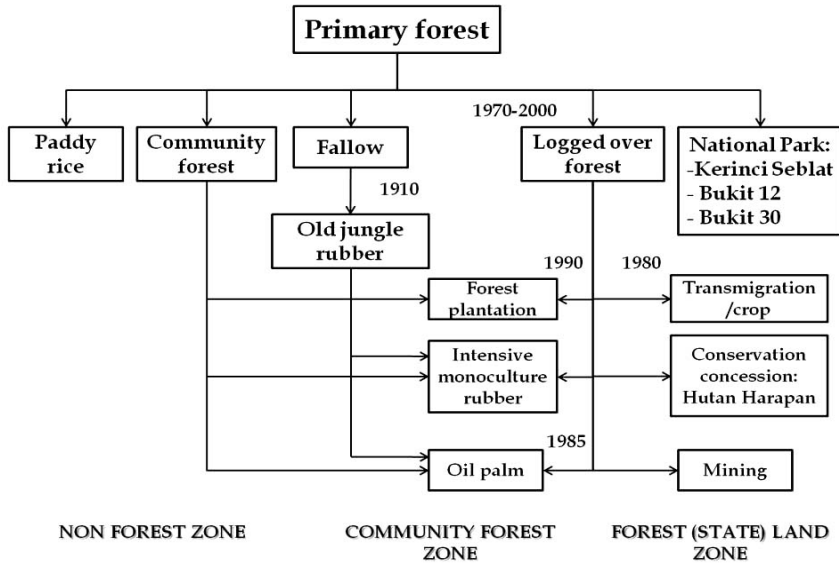 Primary forest
1970-2000
Paddy
rice
Community
forest
Fallow
Logged over
forest
National Park:
-Kerinci Seblat
- Bukit 12
- Bukit 30
1910
Old jungle
rubber
1990
1980
Forest
plantation
Transmigration
/crop
Intensive
monoculture
rubber
Conservation
concession:
Hutan Harapan
1985
Oil palm
Mining
NON FOREST ZONE
COMMUNITY FOREST
ZONE
FOREST (STATE) LAND
ZONE